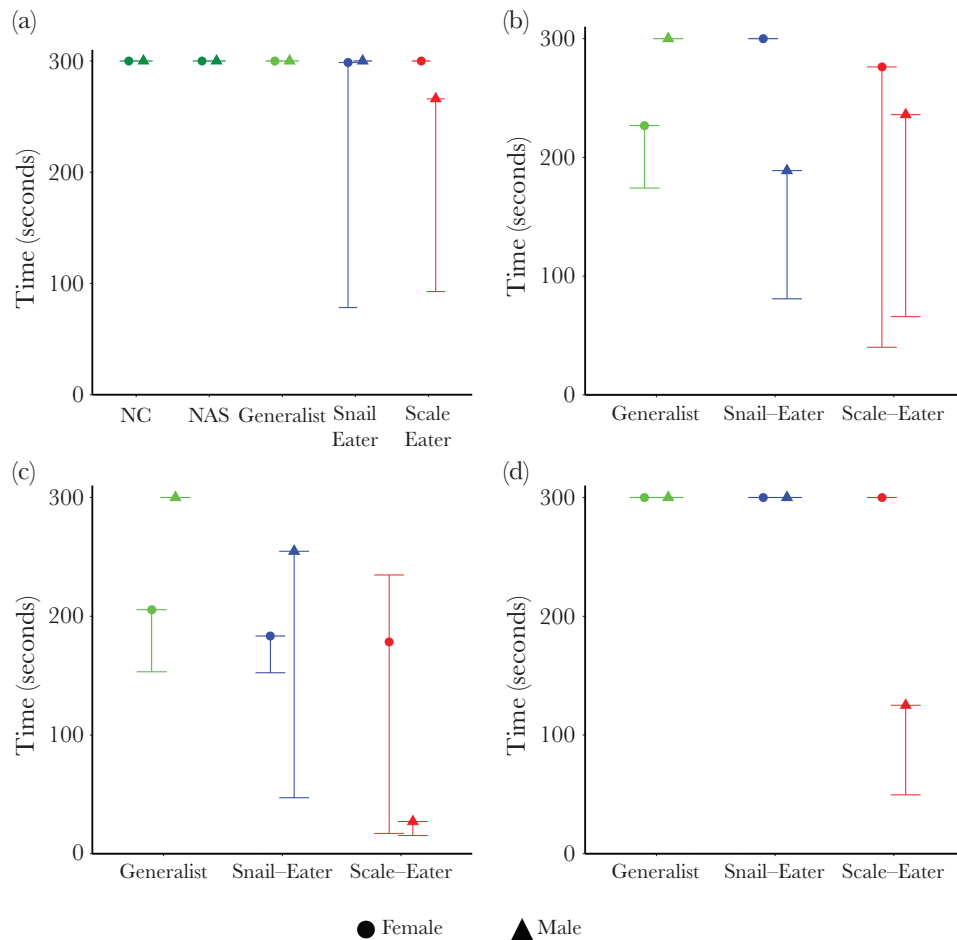 (a)
Time (seconds)
300
200
100
0
NC NAS Generalist Snail Eater Scale Eater
(b)
Time (seconds)
300
200
100
0
Generalist Snail–Eater Scale–Eater
(c)
Time (seconds)
300
200
100
0
Generalist Snail–Eater Scale–Eater
(d)
Time (seconds)
300
200
100
0
Generalist Snail–Eater Scale–Eater
Female Male